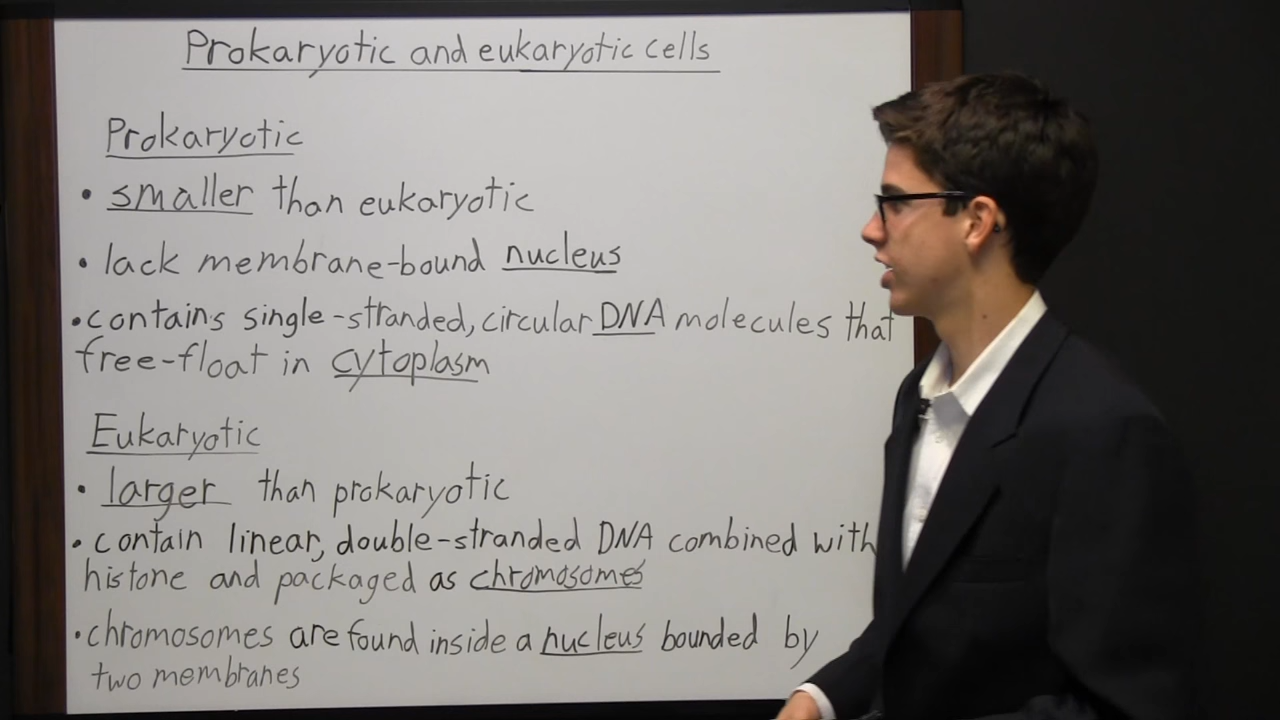 Prokaryotic and eukaryotic cells
Prokaryotic
• smaller than eukaryotic
• lack membrane-bound nucleus
• contains single-stranded, circular DNA molecules that
free-float in cytoplasm
Eukaryotic
• larger than prokaryotic
• contain linear, double-stranded DNA combined with
histone and packaged as chromosomes
• chromosomes are found inside a nucleus bounded by
two membranes